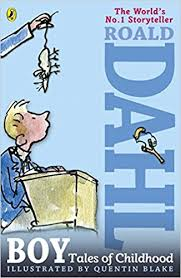 The World's
No.1 Storyteller
ROALD
DAHL
BOY Tales of Childhood
ILLUSTRATED BY QUENTIN BLAKE